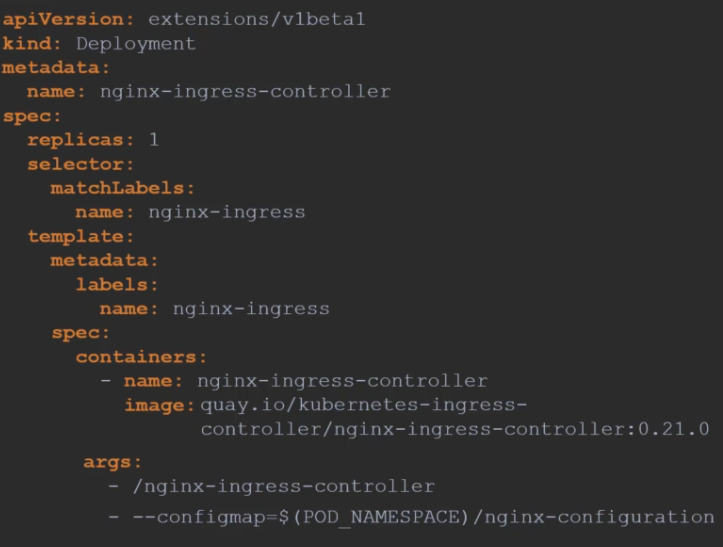 apiVersion: extensions/v1beta1
kind: Deployment
metadata:
  name: nginx-ingress-controller
spec:
  replicas: 1
  selector:
    matchLabels:
      name: nginx-ingress
  template:
    metadata:
      labels:
        name: nginx-ingress
    spec:
      containers:
        - name: nginx-ingress-controller
          image: quay.io/kubernetes-ingress-
                 controller/nginx-ingress-controller:0.21.0
       args:
         - /nginx-ingress-controller
         - --configmap=$(POD_NAMESPACE)/nginx-configuration